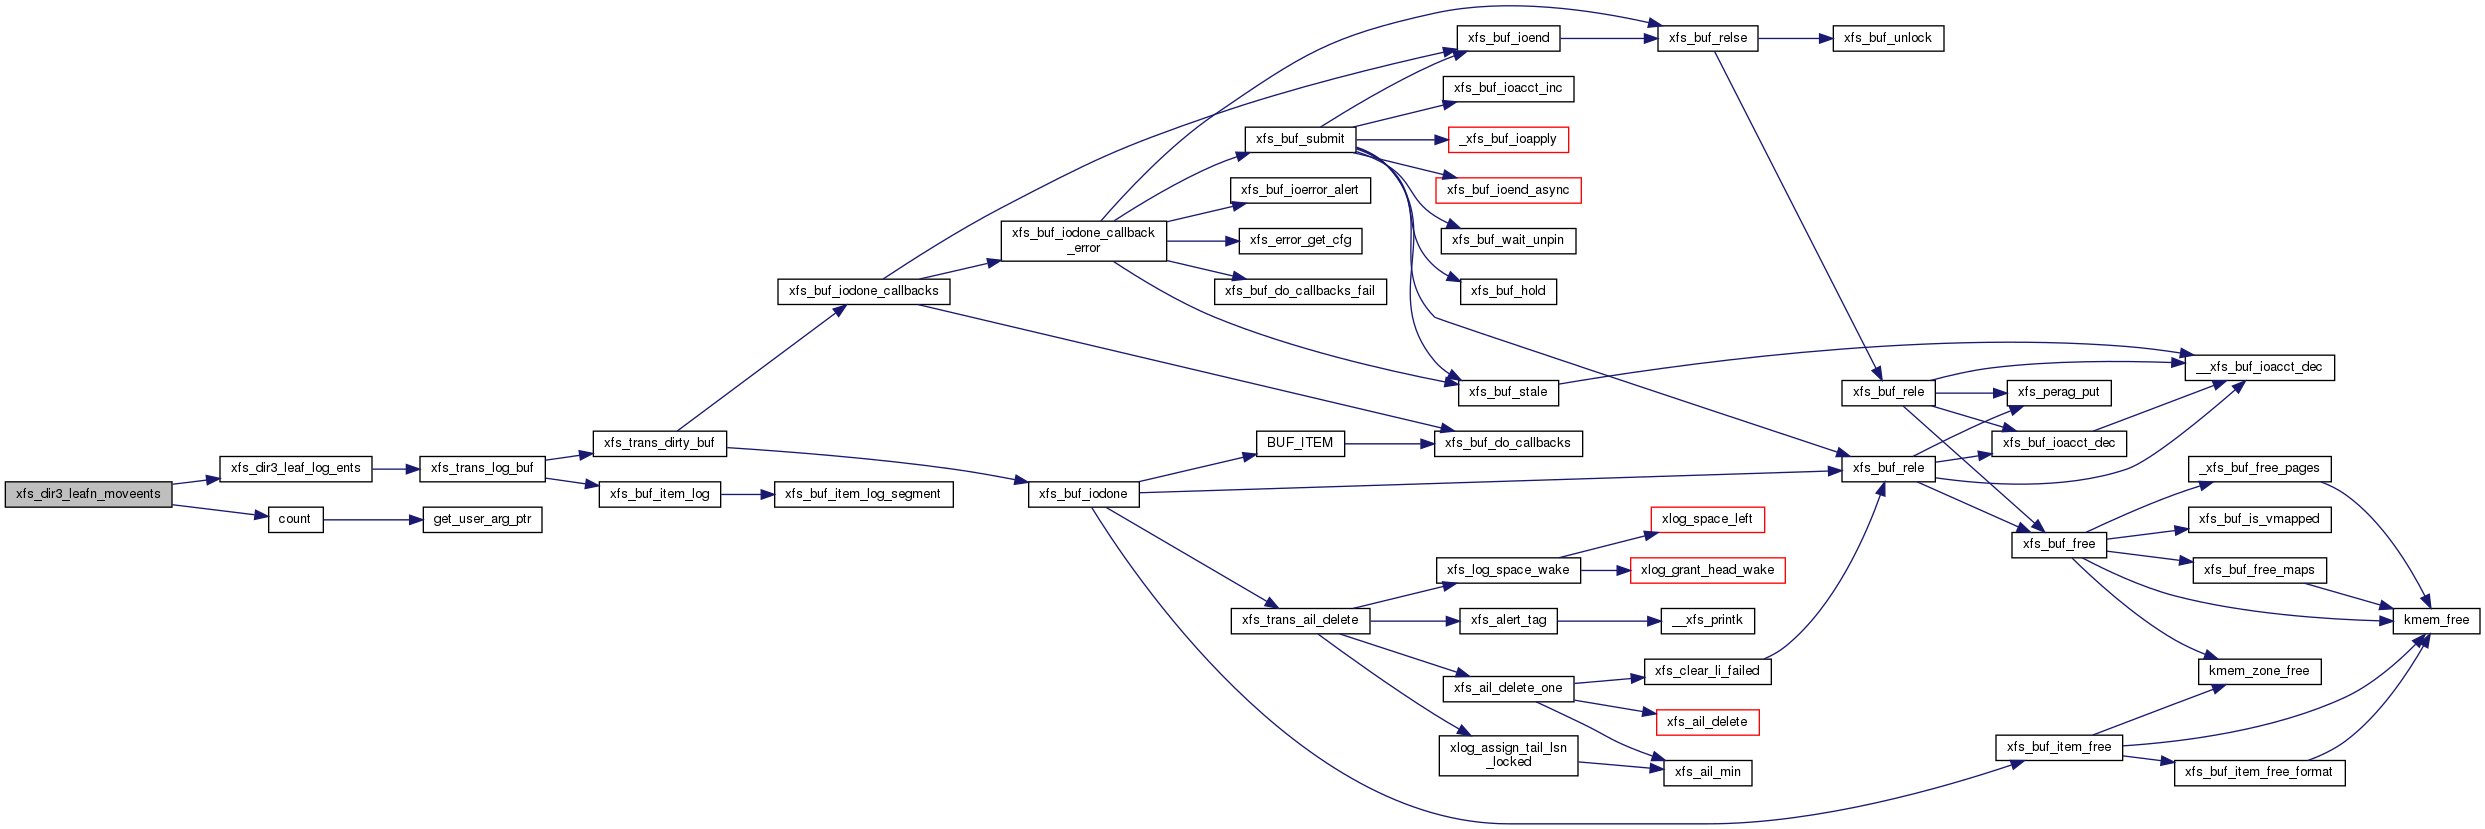 xfs_dir3_leafn_moveents
xfs_dir3_leaf_log_ents
count
xfs_trans_log_buf
get_user_arg_ptr
xfs_trans_dirty_buf
xfs_buf_item_log
xfs_buf_iodone_callbacks
xfs_buf_item_log_segment
xfs_buf_iodone_callback
_error
xfs_buf_iodone
xfs_buf_submit
xfs_buf_ioerror_alert
xfs_error_get_cfg
xfs_buf_do_callbacks_fail
BUF_ITEM
xfs_trans_ail_delete
xfs_buf_ioend
xfs_buf_ioacct_inc
_xfs_buf_ioapply
xfs_buf_ioend_async
xfs_buf_wait_unpin
xfs_buf_hold
xfs_buf_stale
xfs_buf_do_callbacks
xfs_log_space_wake
xfs_alert_tag
xfs_ail_delete_one
xlog_assign_tail_lsn
_locked
xfs_buf_relse
xlog_space_left
xlog_grant_head_wake
__xfs_printk
xfs_clear_li_failed
xfs_ail_delete
xfs_ail_min
xfs_buf_unlock
xfs_buf_rele
xfs_buf_rele
xfs_perag_put
xfs_buf_ioacct_dec
xfs_buf_free
xfs_buf_item_free
__xfs_buf_ioacct_dec
_xfs_buf_free_pages
xfs_buf_is_vmapped
xfs_buf_free_maps
kmem_zone_free
xfs_buf_item_free_format
kmem_free